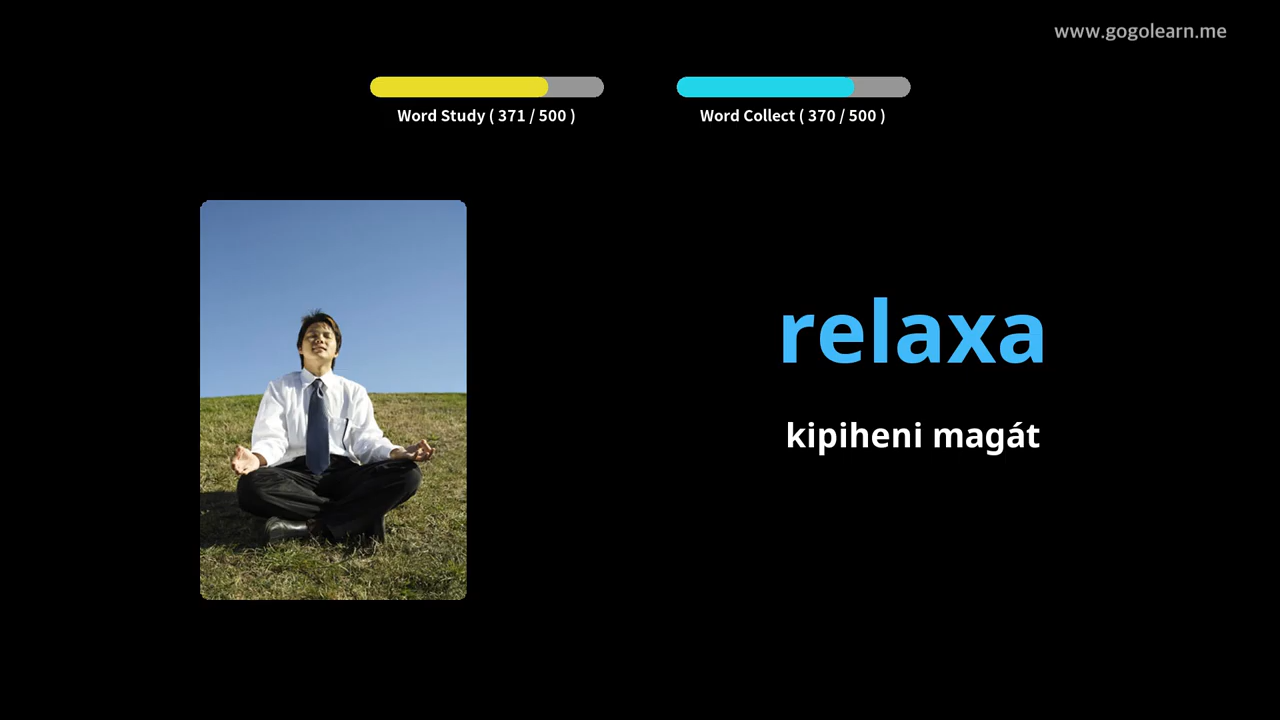 www.gogolearn.me
Word Study ( 371 / 500 )
Word Collect ( 370 / 500 )
relaxa
kipiheni magát